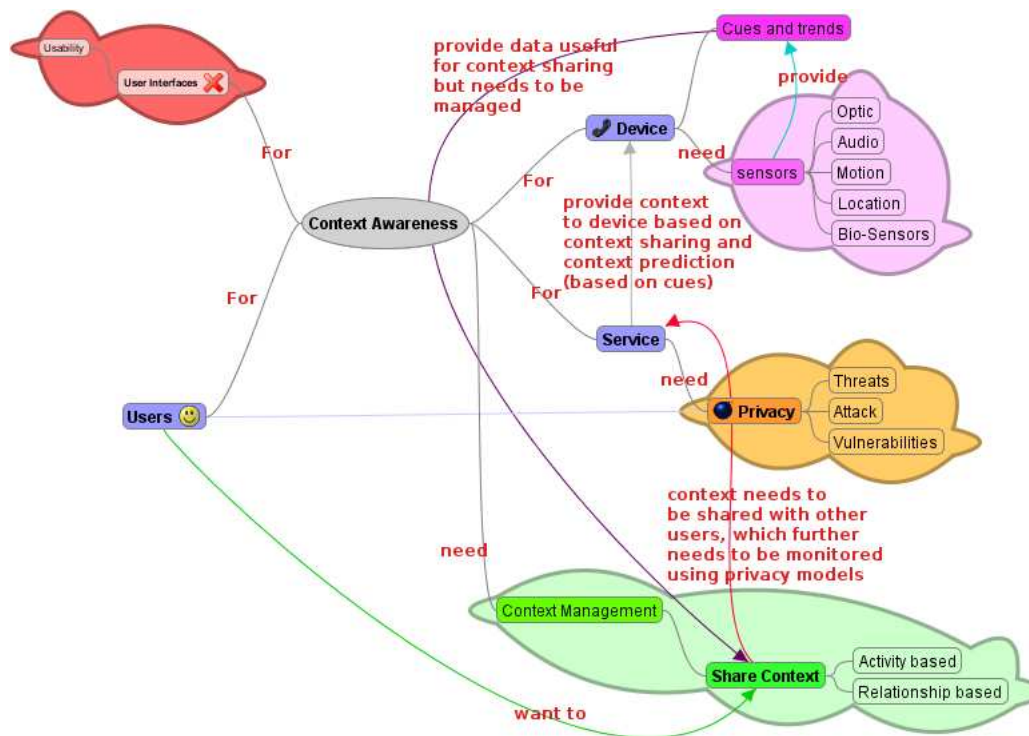 Usability
User Interfaces
For
provide data useful
for context sharing
but needs to be
managed
Cues and trends
provide
Device
need
sensors
Optic
Audio
Motion
Location
Bio-Sensors
For
Context Awareness
provide context
to device based on
context sharing and
context prediction
(based on cues)
For
For
Service
need
Users
Privacy
Threats
Attack
Vulnerabilities
context needs to
be shared with other
users, which further
needs to be monitored
using privacy models
need
Context Management
Share Context
Activity based
Relationship based
want to